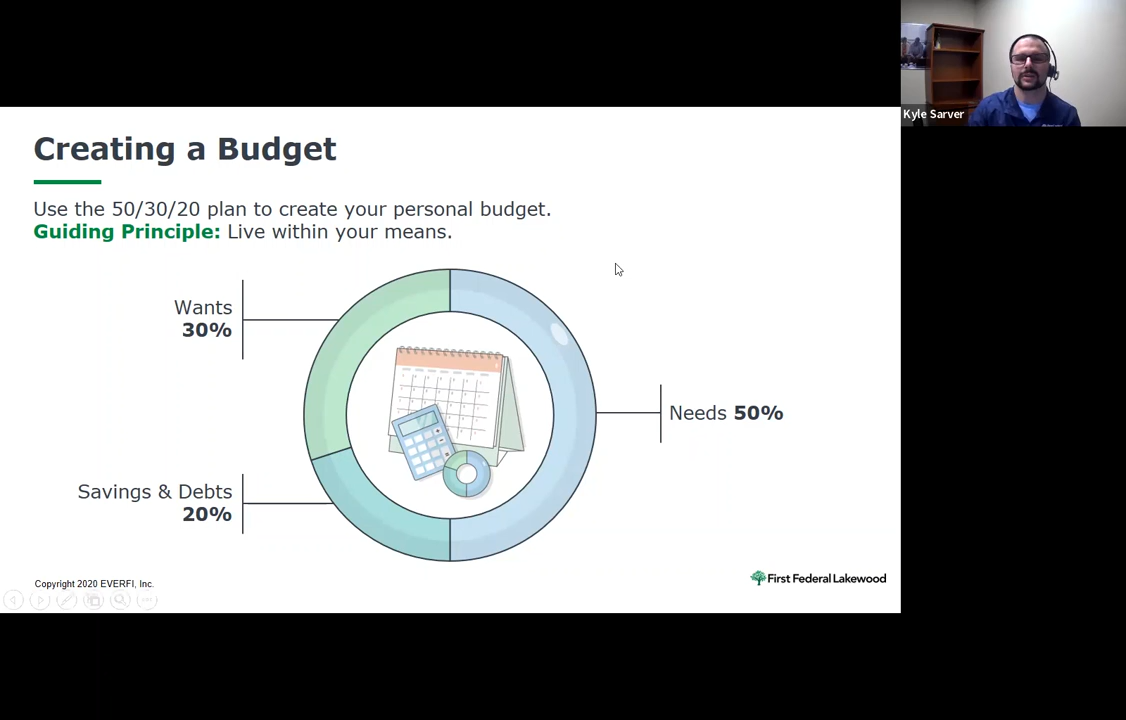 Kyle Sarver
Creating a Budget
Use the 50/30/20 plan to create your personal budget.
Guiding Principle: Live within your means.
Wants
30%
Needs 50%
Savings & Debts
20%
Copyright 2020 EVERFI, Inc.
First Federal Lakewood